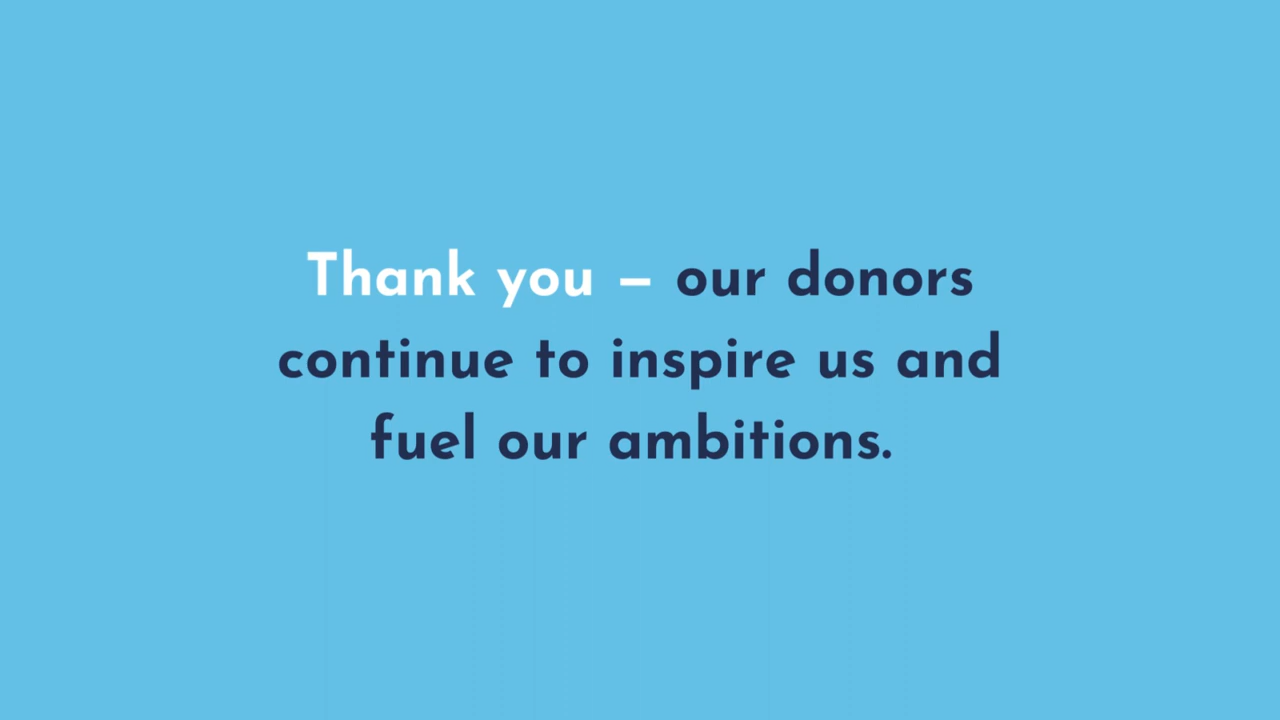 Thank you – our donors
continue to inspire us and
fuel our ambitions.